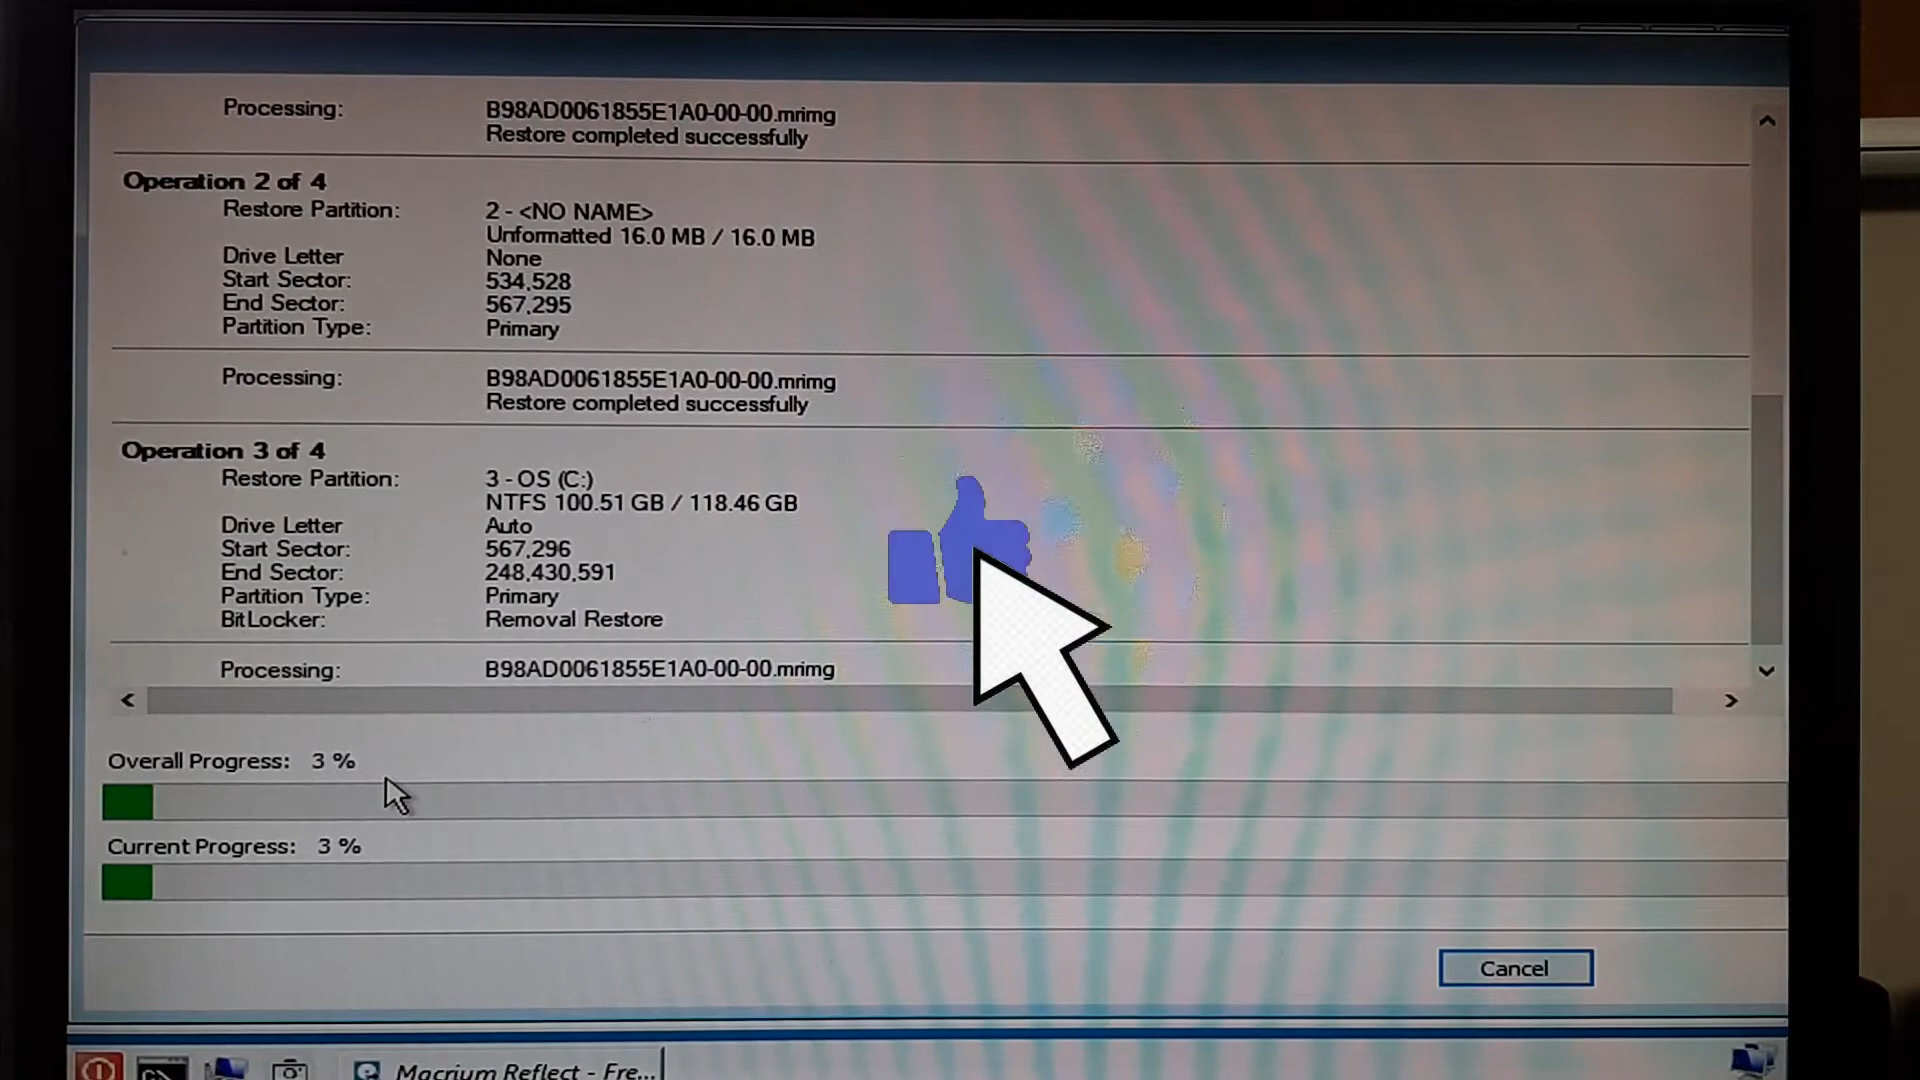 Processing: B98AD0061855E1A0-00-00.mrimg
Restore completed successfully
Operation 2 of 4
Restore Partition: 2 - <NO NAME>
Unformatted 16.0 MB / 16.0 MB
Drive Letter None
Start Sector: 534,528
End Sector: 567,295
Partition Type: Primary
Processing: B98AD0061855E1A0-00-00.mrimg
Restore completed successfully
Operation 3 of 4
Restore Partition: 3 - OS (C:)
NTFS 100.51 GB / 118.46 GB
Drive Letter Auto
Start Sector: 567,296
End Sector: 248,430,591
Partition Type: Primary
BitLocker: Removal Restore
Processing: B98AD0061855E1A0-00-00.mrimg
Overall Progress: 3 %
Current Progress: 3 %
Cancel
Macrium Reflect - Fre...